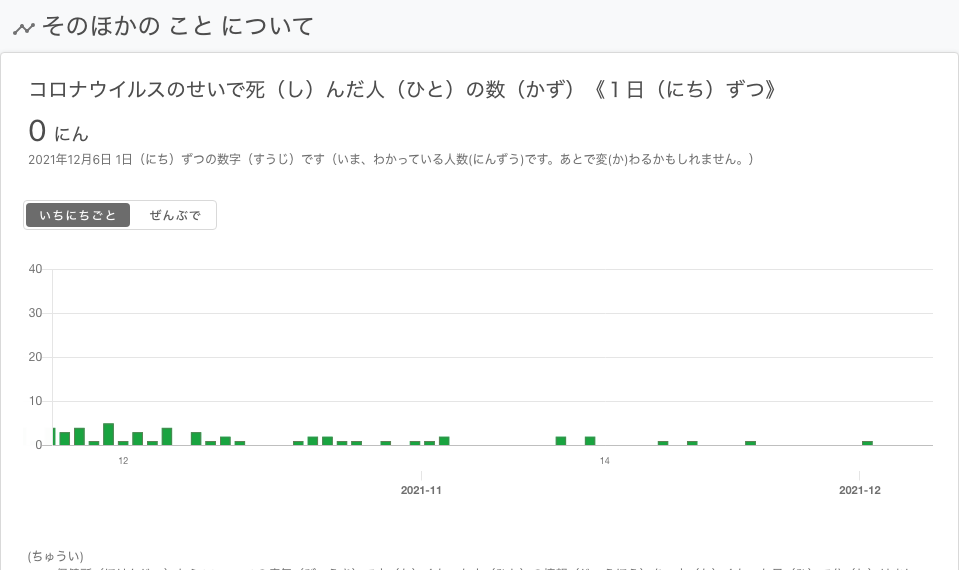 そのほかの こと について
コロナウイルスのせいで死（し）んだ人（ひと）の数（かず）《１日（にち）ずつ》
0 にん
2021年12月6日 1日（にち）ずつの数字（すうじ）です（いま、わかっている人数(にんずう)です。あとで変(か)わるかもしれません。）
いちにちごと ぜんぶで
40
30
20
10
0
12 14
2021-11 2021-12
(ちゅうい)